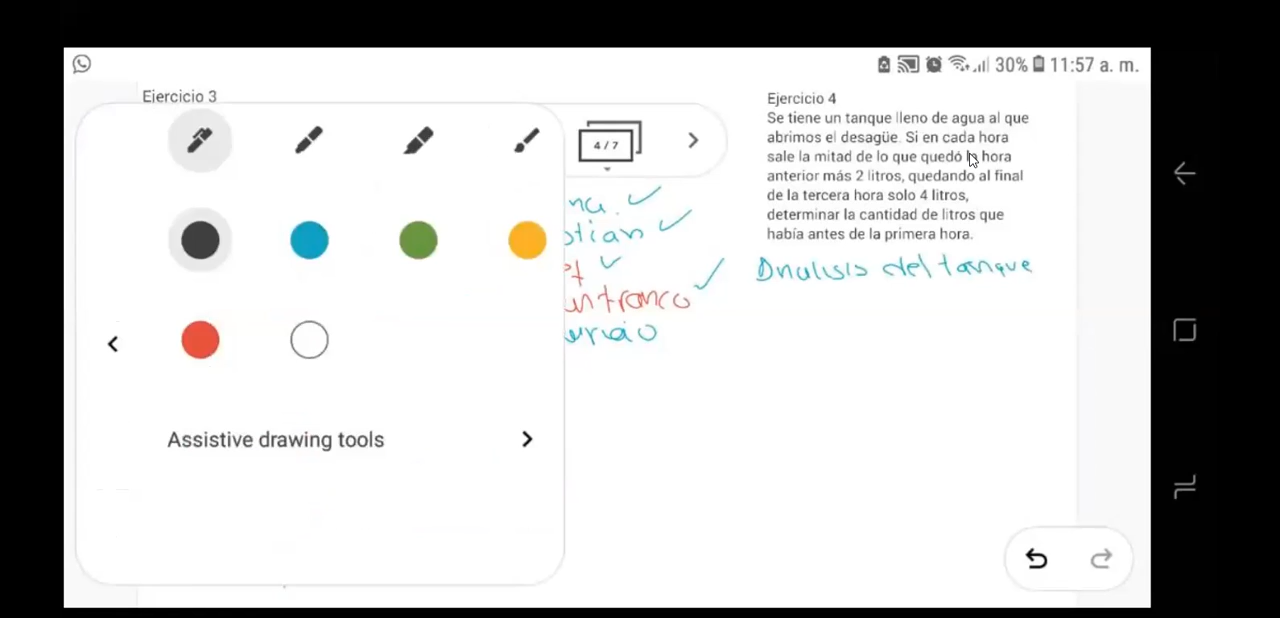 30% 11:57 a. m.
Ejercicio 3
4/7
Assistive drawing tools
Ejercicio 4
Se tiene un tanque lleno de agua al que
abrimos el desagüe. Si en cada hora
sale la mitad de lo que quedó la hora
anterior más 2 litros, quedando al final
de la tercera hora solo 4 litros,
determinar la cantidad de litros que
había antes de la primera hora.
Analisis del tanque